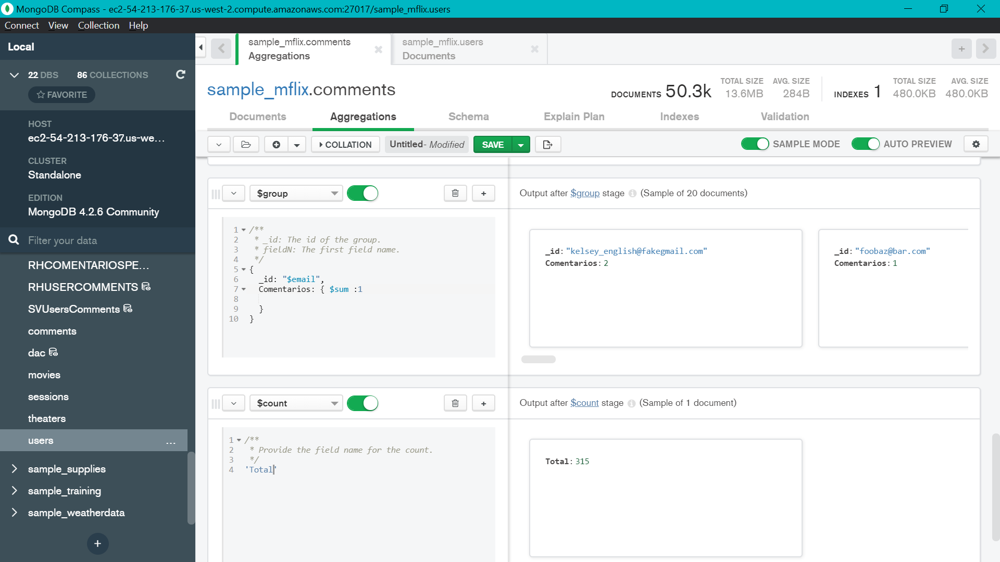 MongoDB Compass - ec2-54-213-176-37.us-west-2.compute.amazonaws.com:27017/sample_mflix.users
Connect View Collection Help
Local
22 DBS 86 COLLECTIONS
FAVORITE
HOST
ec2-54-213-176-37.us-we...
CLUSTER
Standalone
EDITION
MongoDB 4.2.6 Community
Filter your data
RHCOMENTARIOSPE...
RHUSERCOMMENTS
SVUsersComments
comments
dac
movies
sessions
theaters
users ...
sample_supplies
sample_training
sample_weatherdata
+
sample_mflix.comments
Aggregations
sample_mflix.users
Documents
sample_mflix.comments
DOCUMENTS 50.3k
TOTAL SIZE
13.6MB
AVG. SIZE
284B
INDEXES 1
TOTAL SIZE
480.0KB
AVG. SIZE
480.0KB
Documents Aggregations Schema Explain Plan Indexes Validation
COLLATION Untitled- Modified SAVE SAMPLE MODE AUTO PREVIEW
$group
Output after $group stage (Sample of 20 documents)
1 /**
2 * _id: The id of the group.
3 * fieldN: The first field name.
4 */
5 {
6 _id: "$email",
7 Comentarios: { $sum :1
8
9 }
10 }
_id: "kelsey_english@fakegmail.com"
Comentarios: 2
_id: "foobaz@bar.com"
Comentarios: 1
$count
Output after $count stage (Sample of 1 document)
1 /**
2 * Provide the field name for the count.
3 */
4 'Total'
Total: 315